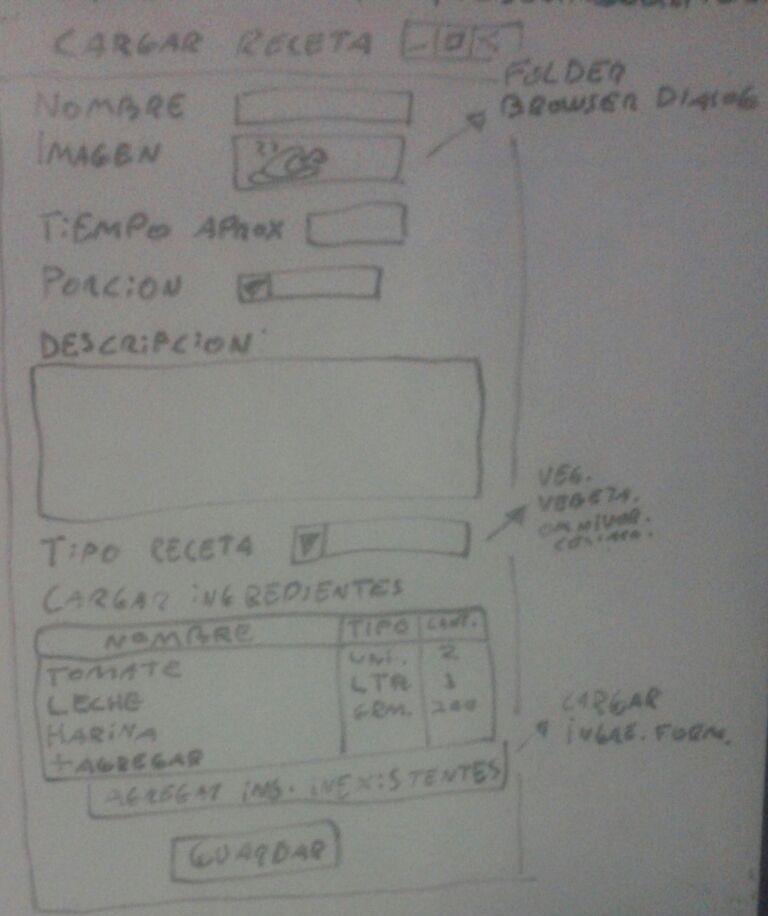 CARGAR RECETA
FOLDER
BROWSER DIALOG
NOMBRE
IMAGEN
TIEMPO APROX
PORCION
DESCRIPCION
VEG.
VEGETA.
OMNIVOR.
TIPO RECETA
CARGAR INGREDIENTES
NOMBRE TIPO CANT.
TOMATE UNI. 2
LECHE LTR 1
HARINA GRM. 200
+AGREGAR
CARGAR
INGRE. FORM.
AGREGAR ING. INEXISTENTES
GUARDAR